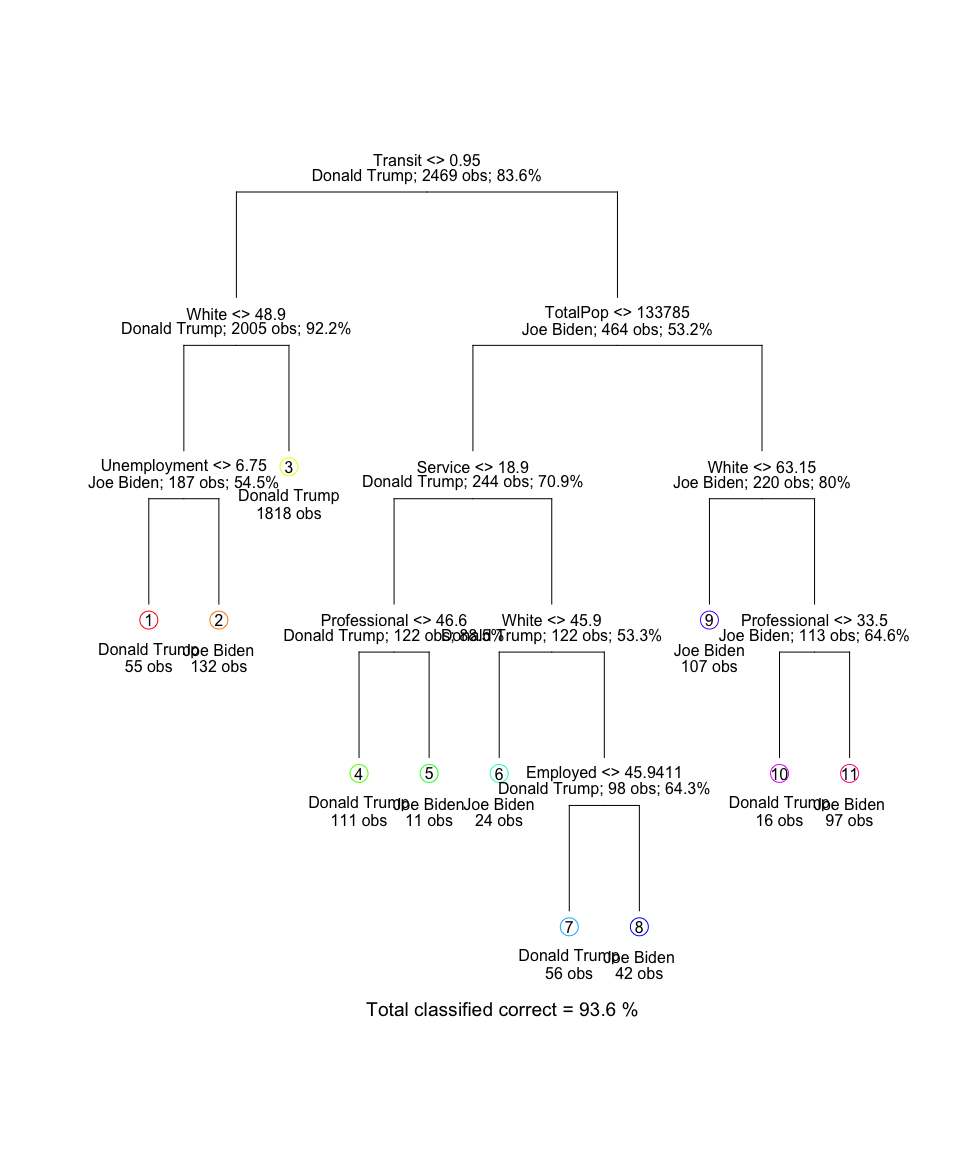 Transit <> 0.95
Donald Trump; 2469 obs; 83.6%
White <> 48.9
Donald Trump; 2005 obs; 92.2%
TotalPop <> 133785
Joe Biden; 464 obs; 53.2%
Unemployment <> 6.75
Joe Biden; 187 obs; 54.5%
3
Donald Trump
1818 obs
Service <> 18.9
Donald Trump; 244 obs; 70.9%
White <> 63.15
Joe Biden; 220 obs; 80%
1
Donald Trump
55 obs
2
Joe Biden
132 obs
Professional <> 46.6
Donald Trump; 122 obs; 88.5%
White <> 45.9
Donald Trump; 122 obs; 53.3%
9
Joe Biden
107 obs
Professional <> 33.5
Joe Biden; 113 obs; 64.6%
4
Donald Trump
111 obs
5
Joe Biden
11 obs
6
Joe Biden
24 obs
Employed <> 45.9411
Donald Trump; 98 obs; 64.3%
10
Donald Trump
16 obs
11
Joe Biden
97 obs
7
Donald Trump
56 obs
8
Joe Biden
42 obs
Total classified correct = 93.6 %